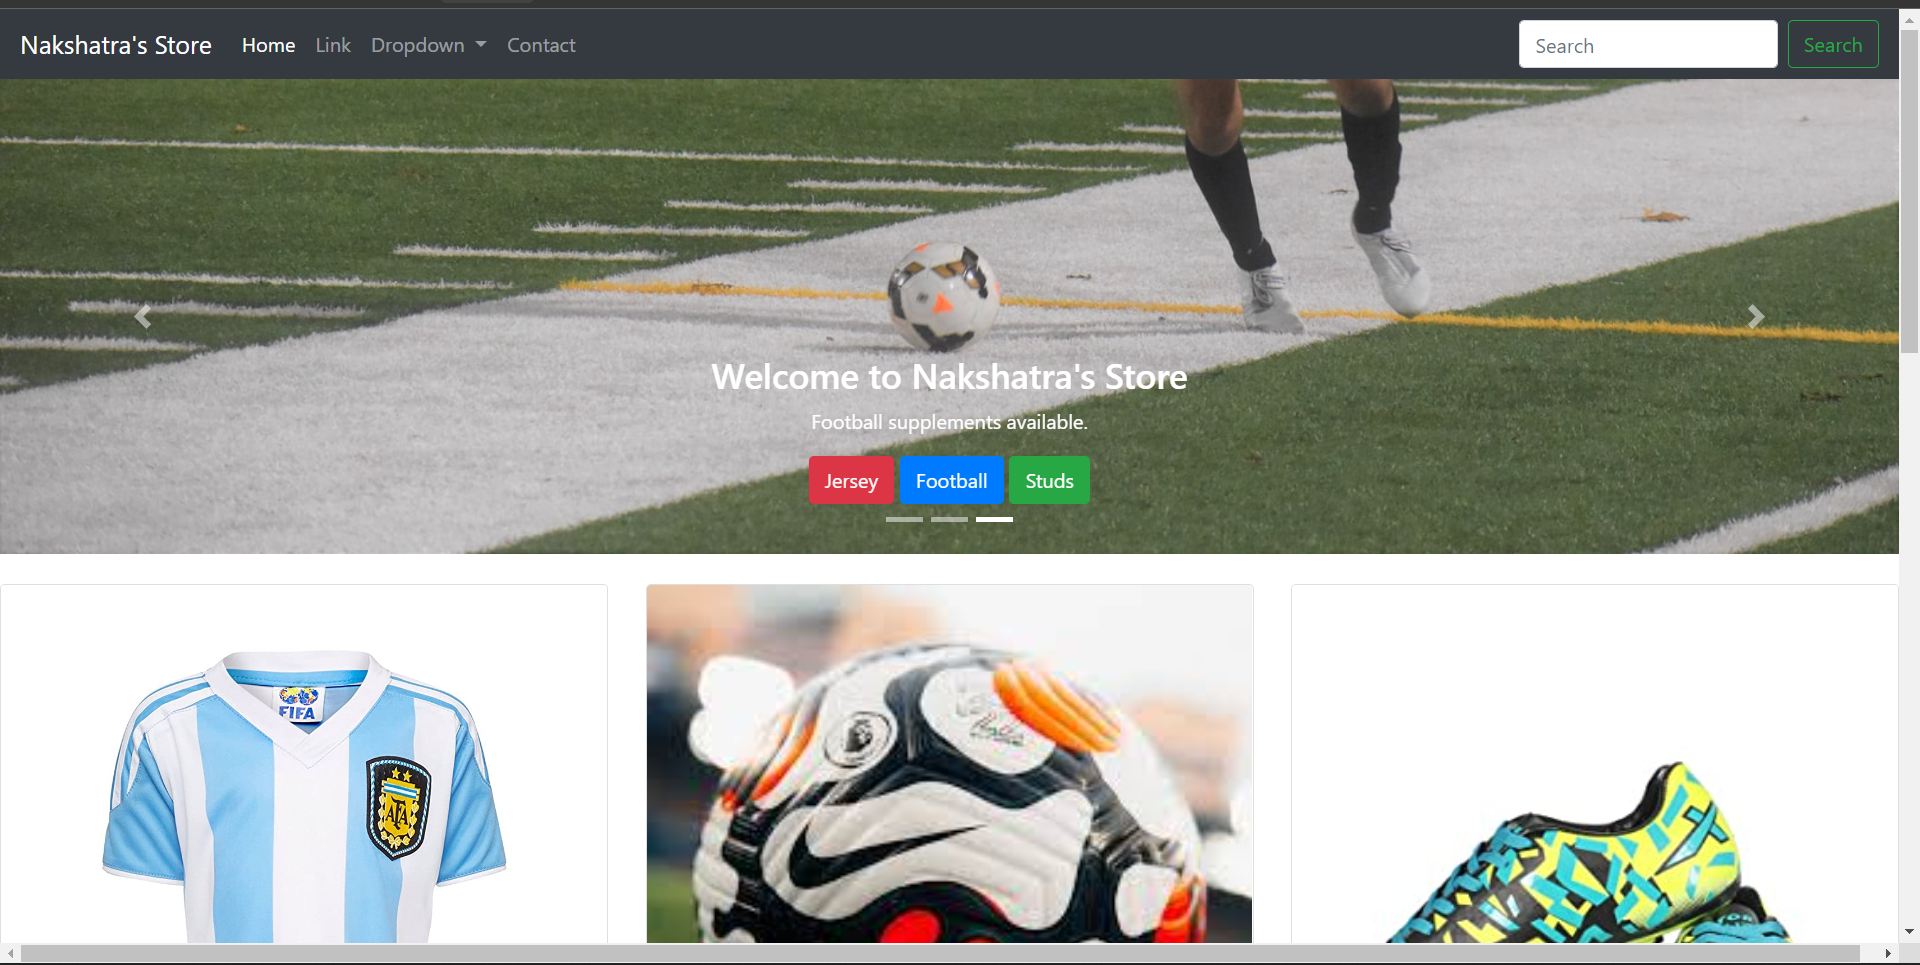 Nakshatra's Store Home Link Dropdown Contact Search Search
Welcome to Nakshatra's Store
Football supplements available.
Jersey Football Studs
FIFA
AFA